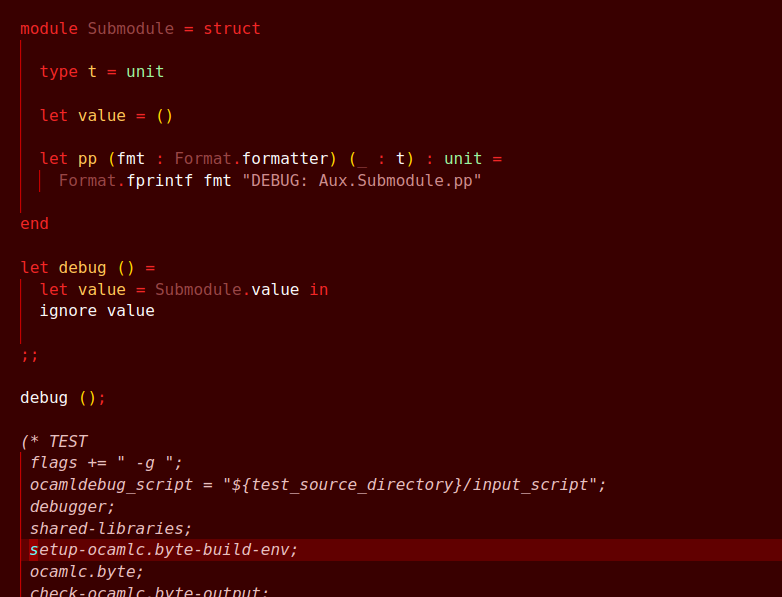 module Submodule = struct
type t = unit
let value = ()
let pp (fmt : Format.formatter) (_ : t) : unit =
Format.fprintf fmt "DEBUG: Aux.Submodule.pp"
end
let debug () =
let value = Submodule.value in
ignore value
;;
debug ();
(* TEST
flags += " -g ";
ocamldebug_script = "${test_source_directory}/input_script";
debugger;
shared-libraries;
setup-ocamlc.byte-build-env;
ocamlc.byte;
check-ocamlc.byte-output;